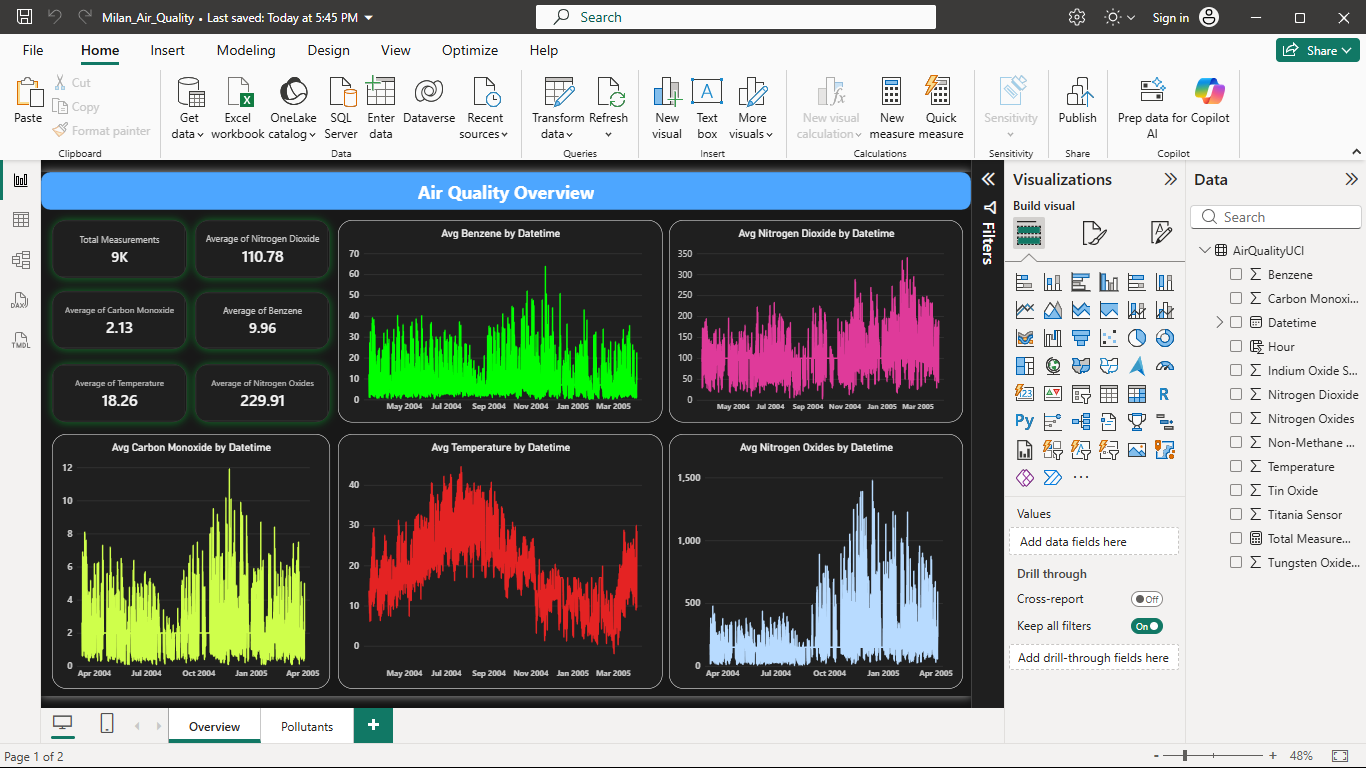 Milan_Air_Quality • Last saved: Today at 5:45 PM
Search
Sign in
File Home Insert Modeling Design View Optimize Help
Share
Paste
Cut
Copy
Format painter
Clipboard
Get data
Excel workbook
OneLake catalog
SQL Server
Enter data
Dataverse
Recent sources
Data
Transform data
Refresh
Queries
New visual
Text box
More visuals
Insert
New visual calculation
New measure
Quick measure
Calculations
Sensitivity
Sensitivity
Publish
Share
Prep data for AI
Copilot
Copilot
DAX
TMDL
Air Quality Overview
Total Measurements
9K
Average of Nitrogen Dioxide
110.78
Average of Carbon Monoxide
2.13
Average of Benzene
9.96
Average of Temperature
18.26
Average of Nitrogen Oxides
229.91
Avg Benzene by Datetime
70
60
50
40
30
20
10
0
May 2004 Jul 2004 Sep 2004 Nov 2004 Jan 2005 Mar 2005
Avg Nitrogen Dioxide by Datetime
350
300
250
200
150
100
50
0
May 2004 Jul 2004 Sep 2004 Nov 2004 Jan 2005 Mar 2005
Avg Carbon Monoxide by Datetime
12
10
8
6
4
2
0
Apr 2004 Jul 2004 Oct 2004 Jan 2005 Apr 2005
Avg Temperature by Datetime
40
30
20
10
0
May 2004 Jul 2004 Sep 2004 Nov 2004 Jan 2005 Mar 2005
Avg Nitrogen Oxides by Datetime
1,500
1,000
500
0
Apr 2004 Jul 2004 Oct 2004 Jan 2005 Apr 2005
Filters
Visualizations
Build visual
123
R
Py
...
Values
Add data fields here
Drill through
Cross-report
Off
Keep all filters
On
Add drill-through fields here
Data
Search
AirQualityUCI
Benzene
Carbon Monoxi...
Datetime
Hour
Indium Oxide S...
Nitrogen Dioxide
Nitrogen Oxides
Non-Methane ...
Temperature
Tin Oxide
Titania Sensor
Total Measure...
Tungsten Oxide...
Overview
Pollutants
+
Page 1 of 2
- + 48%